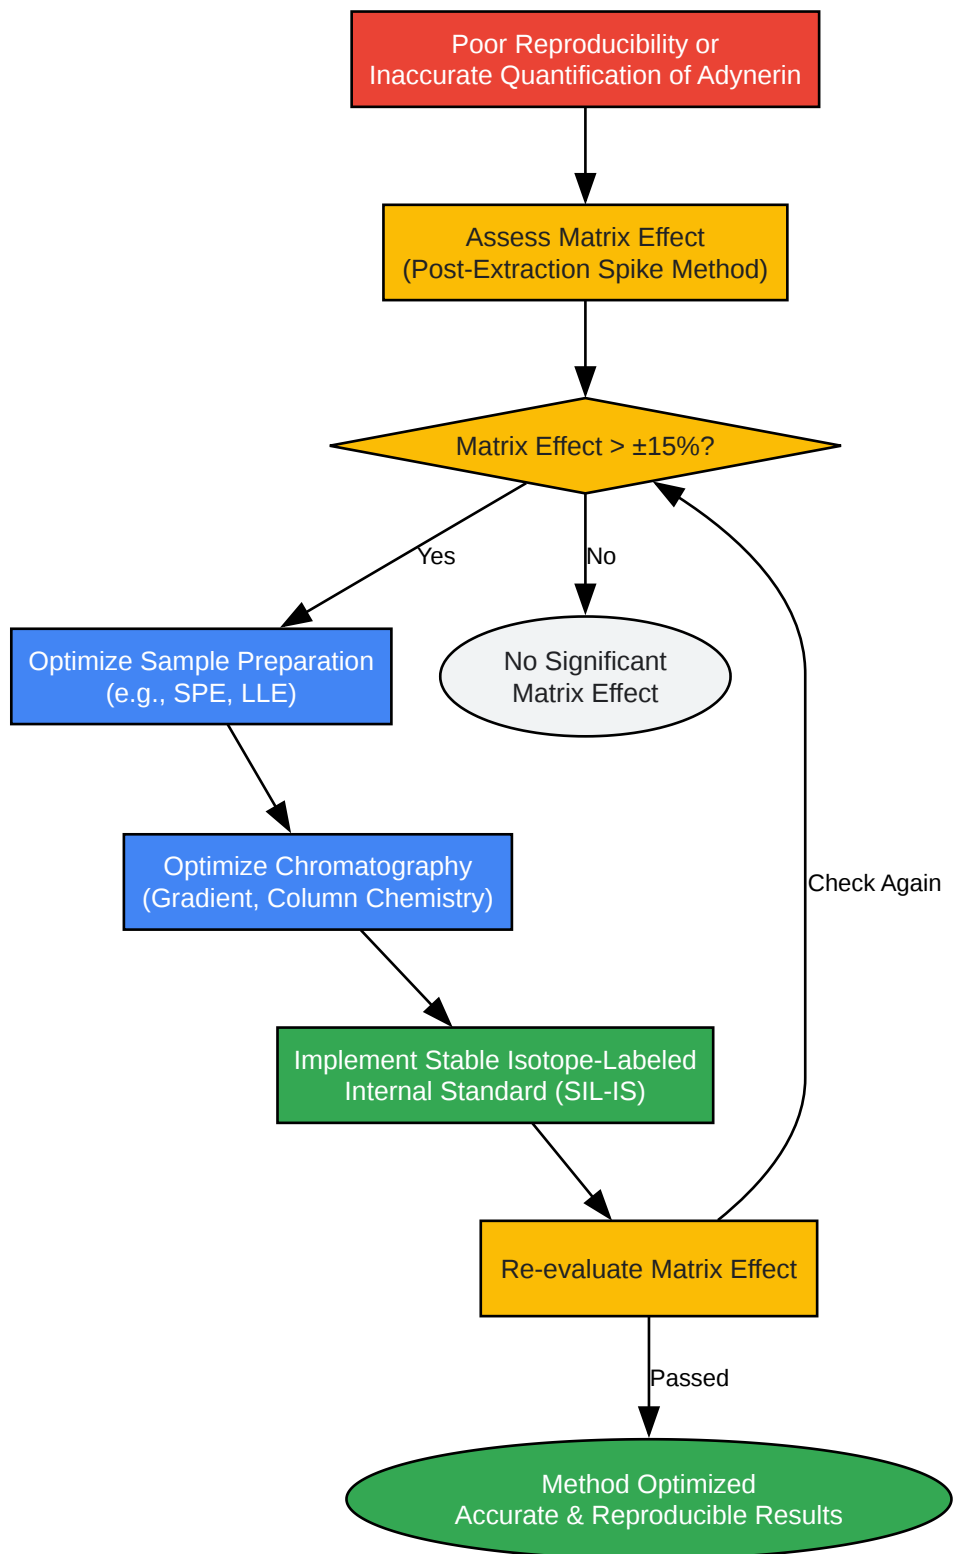 Poor Reproducibility or
Inaccurate Quantification of Adynerin
Assess Matrix Effect
(Post-Extraction Spike Method)
Matrix Effect > ±15%?
Yes
No
Optimize Sample Preparation
(e.g., SPE, LLE)
No Significant
Matrix Effect
Optimize Chromatography
(Gradient, Column Chemistry)
Check Again
Implement Stable Isotope-Labeled
Internal Standard (SIL-IS)
Re-evaluate Matrix Effect
Passed
Method Optimized
Accurate & Reproducible Results